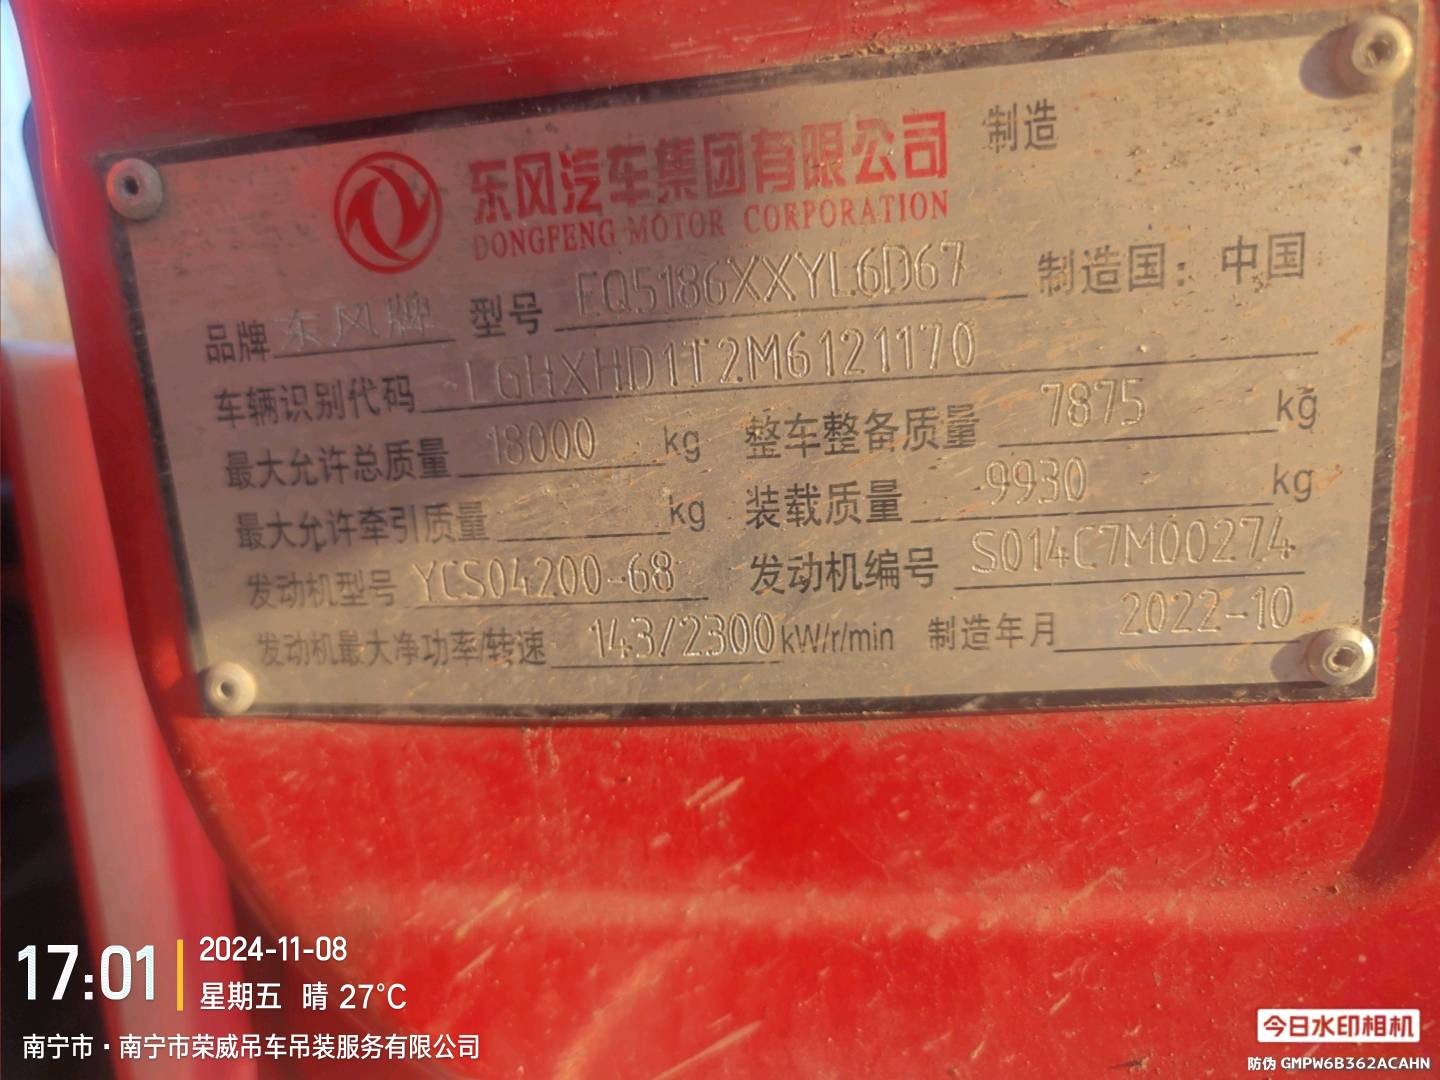 东风汽车集团有限公司 制造
DONGFENG MOTOR CORPORATION
品牌 东风牌 型号 EQ5186XXYL6D67 制造国：中国
车辆识别代码 LGHXHD1T2M6121170
最大允许总质量 18000 kg 整车整备质量 7875 kg
最大允许牵引质量 kg 装载质量 9930 kg
发动机型号 YCS04200-68 发动机编号 S014C7M00274
发动机最大净功率/转速 143/2300 kW/r/min 制造年月 2022-10
17:01
2024-11-08
星期五 晴 27°C
南宁市·南宁市荣威吊车吊装服务有限公司
今日水印相机
防伪 GMPW6B362ACAHN